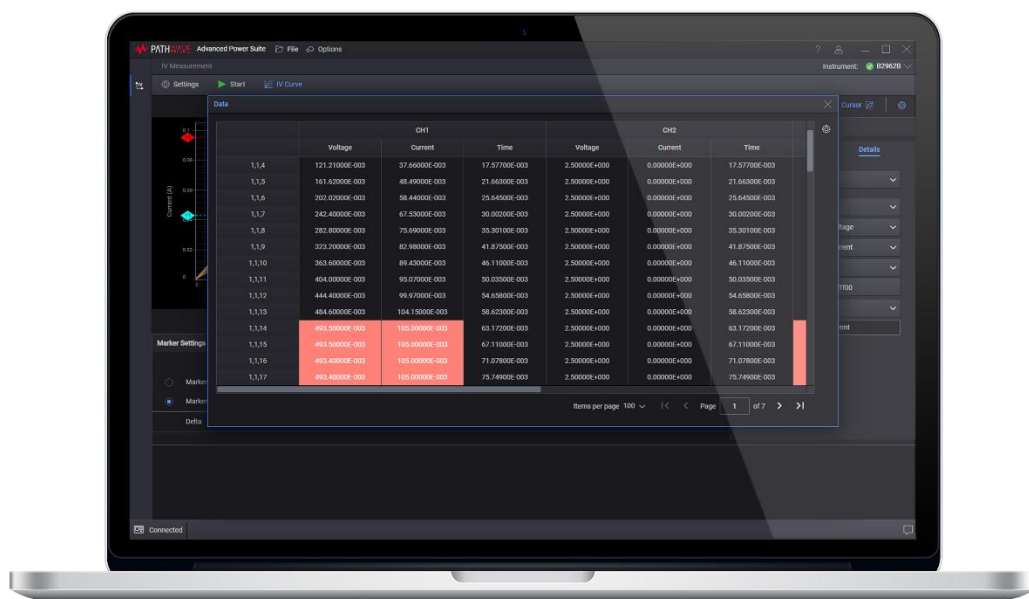 PATHWAVE Advanced Power Suite File Options
IV Measurement Instrument: B2962B
Settings Start IV Curve Cursor
Data
CH1 CH2
Voltage Current Time Voltage Current Time
1,1,4 121.21000E-003 37.66000E-003 17.57700E-003 2.50000E+000 0.00000E+000 17.57700E-003
1,1,5 161.62000E-003 48.49000E-003 21.66300E-003 2.50000E+000 0.00000E+000 21.66300E-003
1,1,6 202.02000E-003 58.44000E-003 25.64500E-003 2.50000E+000 0.00000E+000 25.64500E-003
1,1,7 242.40000E-003 67.53000E-003 30.00200E-003 2.50000E+000 0.00000E+000 30.00200E-003
1,1,8 282.80000E-003 75.69000E-003 35.30100E-003 2.50000E+000 0.00000E+000 35.30100E-003
1,1,9 323.20000E-003 82.98000E-003 41.87500E-003 2.50000E+000 0.00000E+000 41.87500E-003
1,1,10 363.60000E-003 89.43000E-003 46.11000E-003 2.50000E+000 0.00000E+000 46.11000E-003
1,1,11 404.00000E-003 95.07000E-003 50.03500E-003 2.50000E+000 0.00000E+000 50.03500E-003
1,1,12 444.40000E-003 99.97000E-003 54.65800E-003 2.50000E+000 0.00000E+000 54.65800E-003
1,1,13 484.60000E-003 104.15000E-003 58.62300E-003 2.50000E+000 0.00000E+000 58.62300E-003
1,1,14 493.50000E-003 105.00000E-003 63.17200E-003 2.50000E+000 0.00000E+000 63.17200E-003
1,1,15 493.50000E-003 105.00000E-003 67.11000E-003 2.50000E+000 0.00000E+000 67.11000E-003
1,1,16 493.40000E-003 105.00000E-003 71.07800E-003 2.50000E+000 0.00000E+000 71.07800E-003
1,1,17 493.40000E-003 105.00000E-003 75.74900E-003 2.50000E+000 0.00000E+000 75.74900E-003
Items per page 100 Page 1 of 7
Details
Current (A)
Marker Settings
Delta
Connected